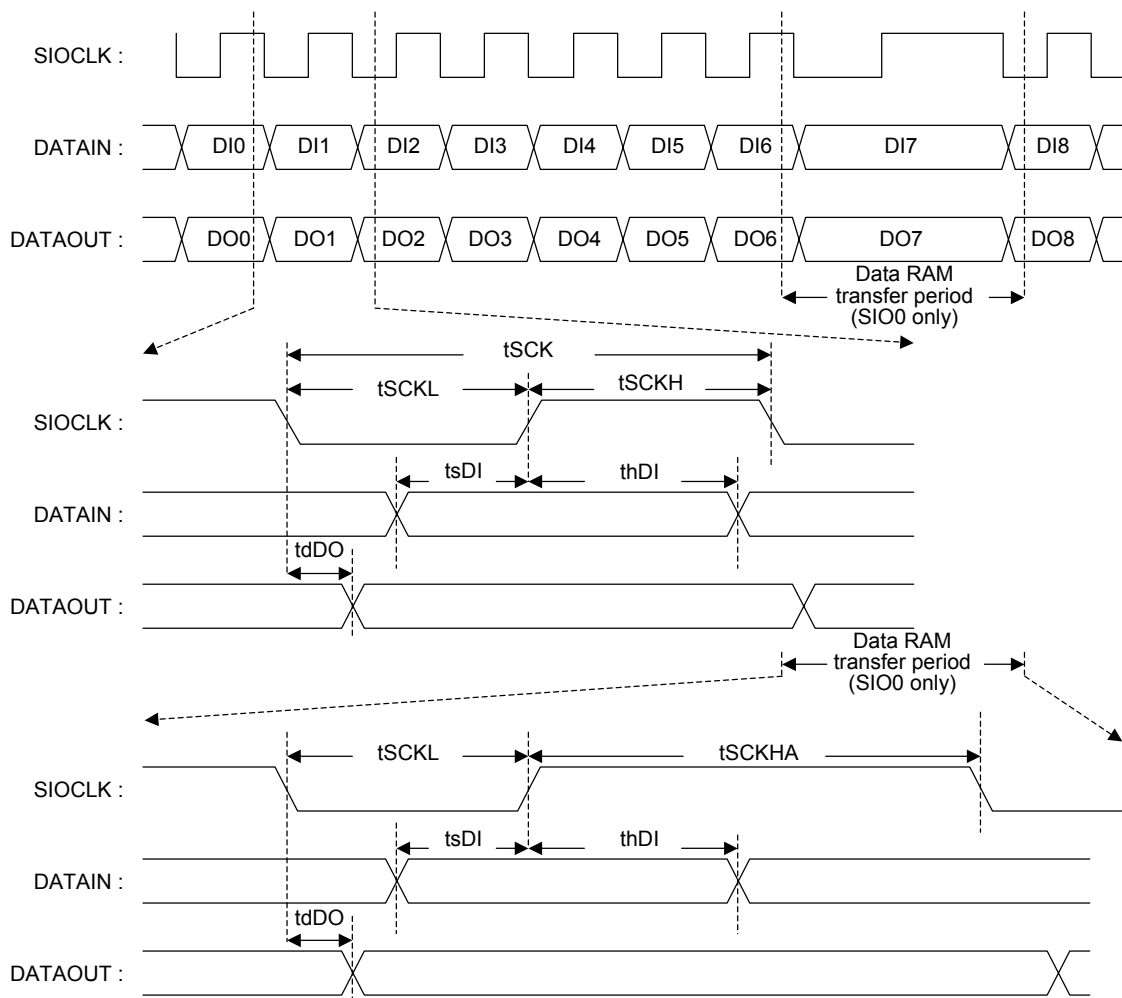 SIOCLK :
DATAIN :
DI0 DI1 DI2 DI3 DI4 DI5 DI6 DI7 DI8
DATAOUT :
DO0 DO1 DO2 DO3 DO4 DO5 DO6 DO7 DO8
Data RAM
transfer period
(SIO0 only)
tSCK
tSCKL tSCKH
SIOCLK :
tsDI thDI
DATAIN :
tdDO
DATAOUT :
Data RAM
transfer period
(SIO0 only)
tSCKL tSCKHA
SIOCLK :
tsDI thDI
DATAIN :
tdDO
DATAOUT :